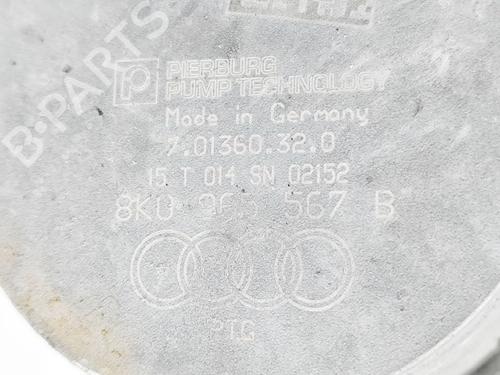 B-PARTS
PIERBURG
PUMP TECHNOLOGY
Made in Germany
7.01360.32.0
15 T 014 SN 02152
8K0 965 567 B
PTG